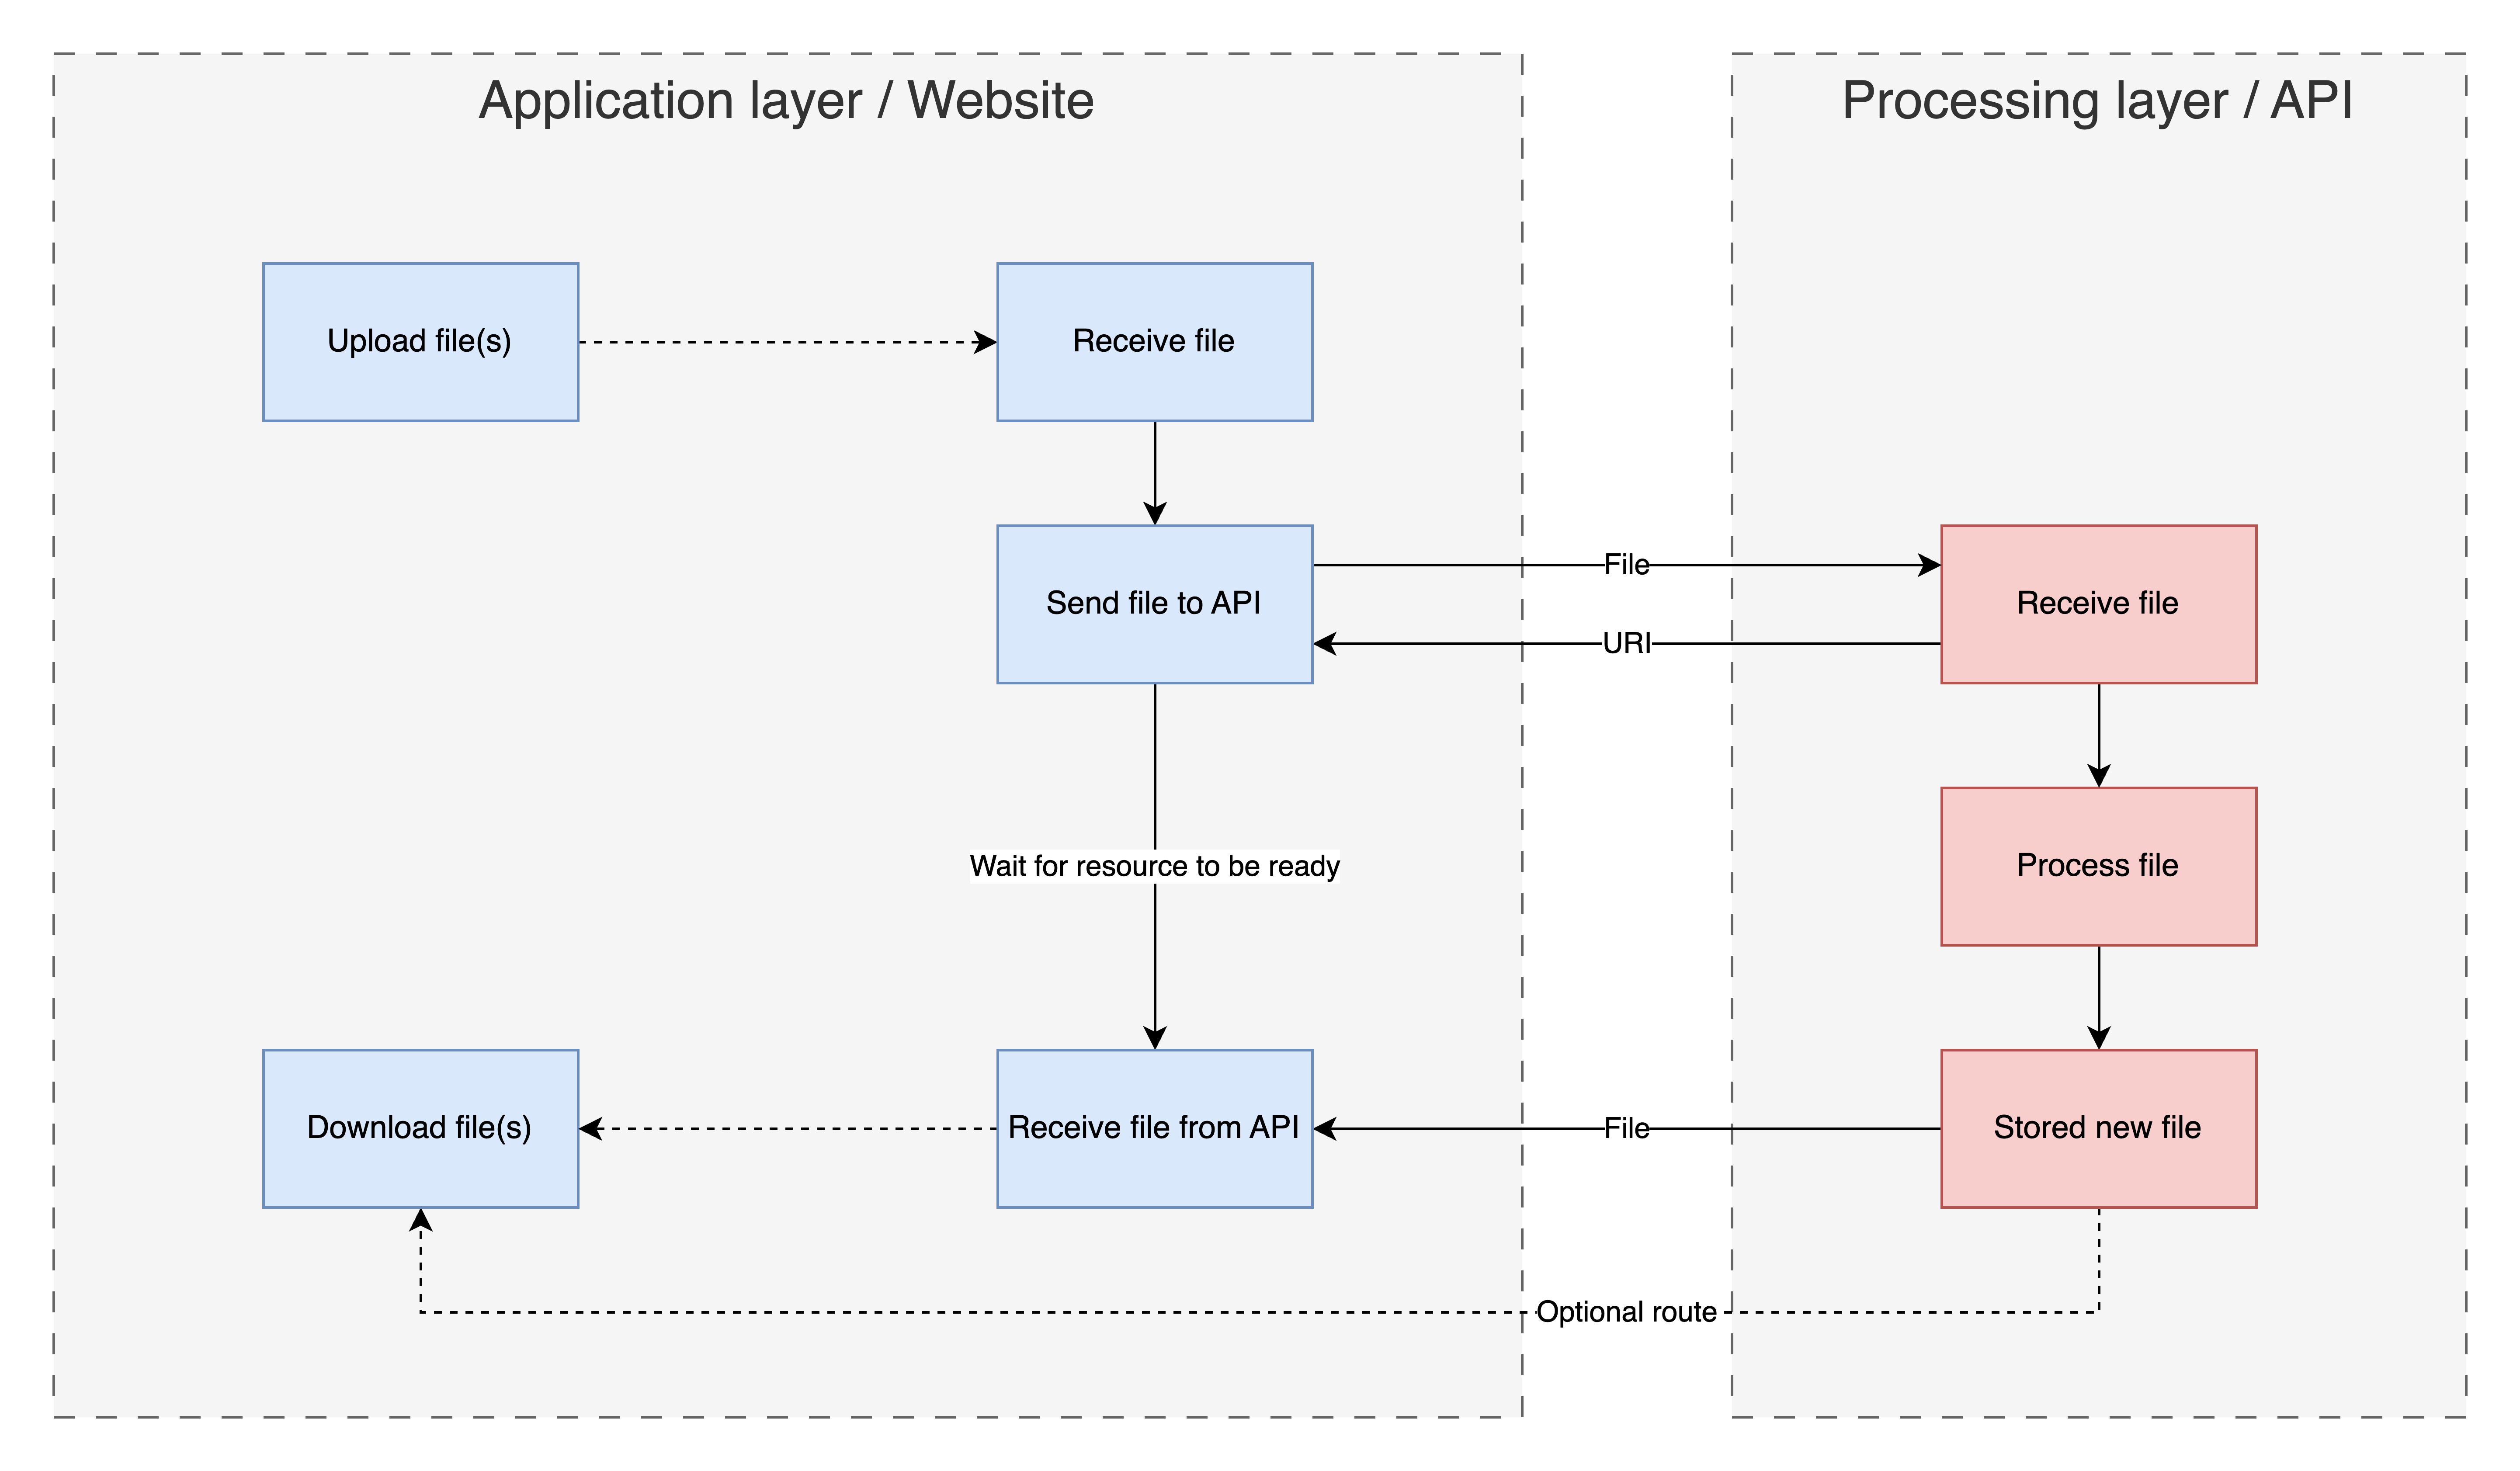 Application layer / Website
Processing layer / API
Upload file(s)
Receive file
Send file to API
File
URI
Receive file
Wait for resource to be ready
Process file
Download file(s)
Receive file from API
File
Stored new file
Optional route